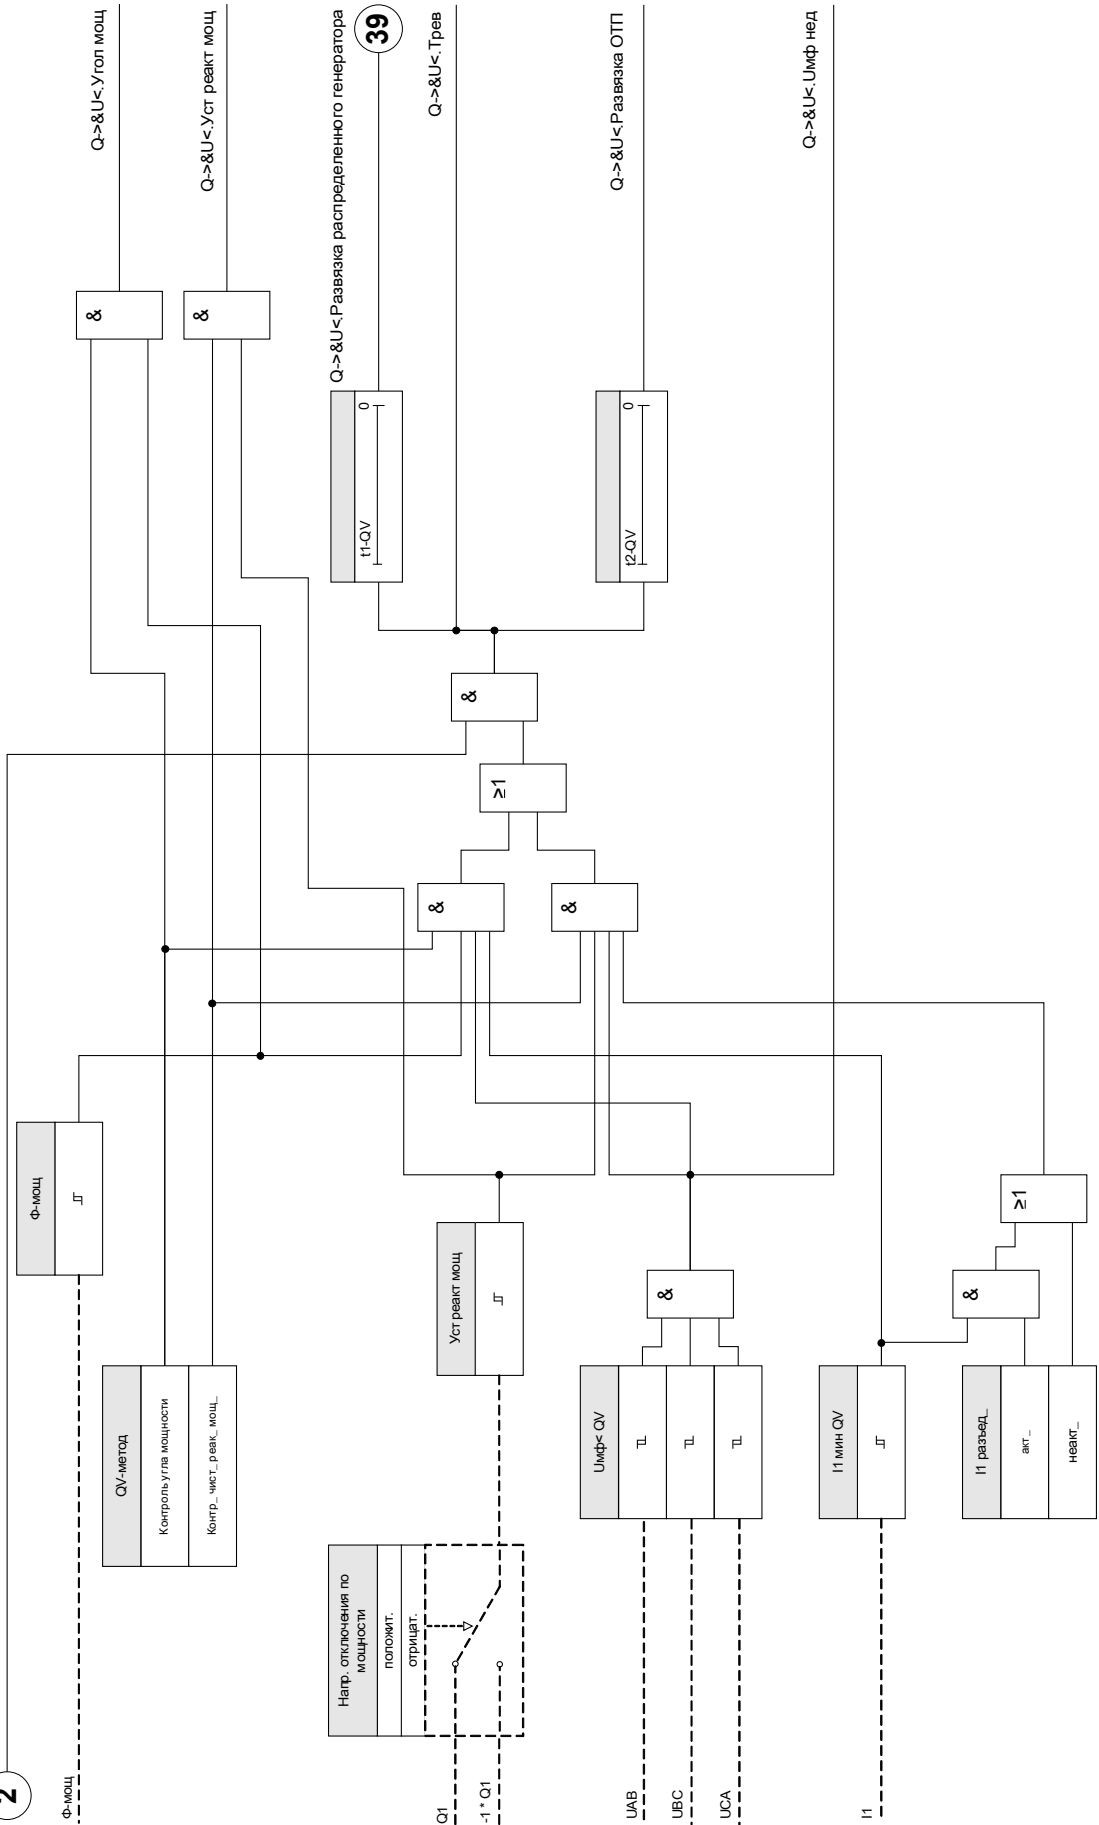 2
Ф-мощ
Ф-мощ
QV-метод
Контроль угла мощности
Контр_ чист_ реак_ мощ_
&
Q->&U<.Угол мощ
&
Q->&U<.Уст реакт мощ
Q1
-1 * Q1
Напр. отключения по
мощности
положит.
отрицат.
Уст реакт мощ
&
&
≥1
&
t1-QV
0
Q->&U<.Развязка распределенного генератора
39
Q->&U<.Трев
t2-QV
0
Q->&U<.Развязка ОТП
UAB
UBC
UCA
Uмф< QV
&
Q->&U<.Uмф нед
I1
I1 мин QV
I1 разъед_
акт_
неакт_
&
≥1